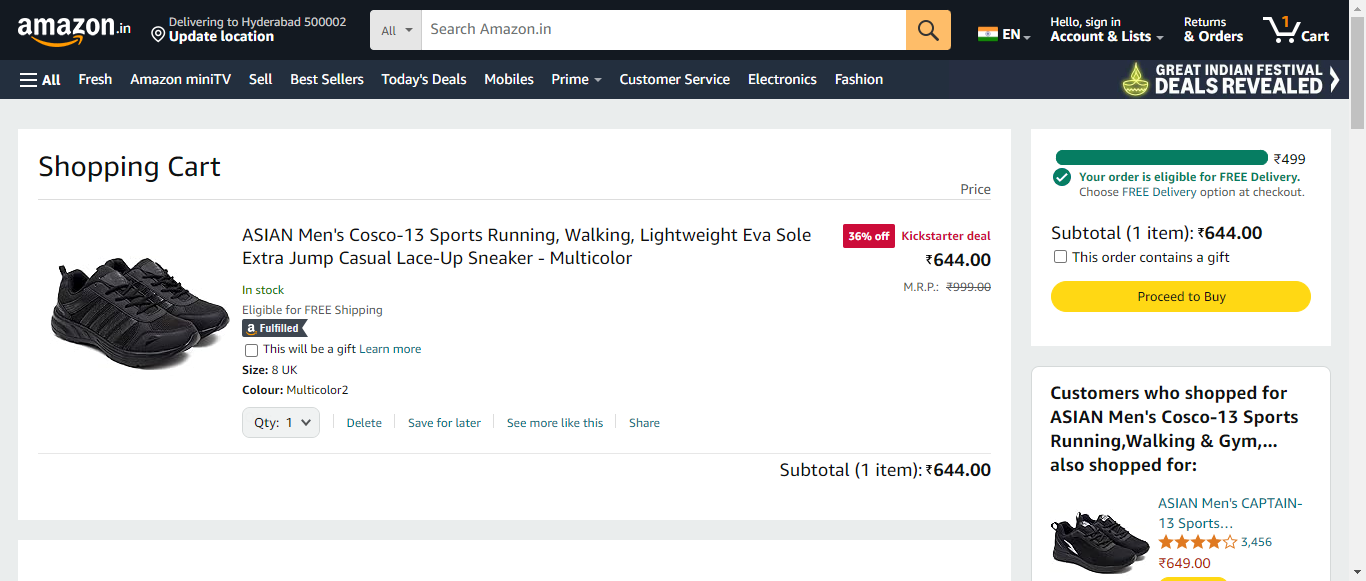 amazon.in
Delivering to Hyderabad 500002
Update location
All
Search Amazon.in
EN
Hello, sign in
Account & Lists
Returns
& Orders
1
Cart
All
Fresh
Amazon miniTV
Sell
Best Sellers
Today's Deals
Mobiles
Prime
Customer Service
Electronics
Fashion
GREAT INDIAN FESTIVAL
DEALS REVEALED
Shopping Cart
Price
ASIAN Men's Cosco-13 Sports Running, Walking, Lightweight Eva Sole
Extra Jump Casual Lace-Up Sneaker - Multicolor
36% off Kickstarter deal
₹644.00
M.R.P.: ₹999.00
In stock
Eligible for FREE Shipping
a Fulfilled
This will be a gift Learn more
Size: 8 UK
Colour: Multicolor2
Qty: 1
Delete
Save for later
See more like this
Share
Subtotal (1 item): ₹644.00
₹499
Your order is eligible for FREE Delivery.
Choose FREE Delivery option at checkout.
Subtotal (1 item): ₹644.00
This order contains a gift
Proceed to Buy
Customers who shopped for
ASIAN Men's Cosco-13 Sports
Running,Walking & Gym,...
also shopped for:
ASIAN Men's CAPTAIN-
13 Sports...
3,456
₹649.00